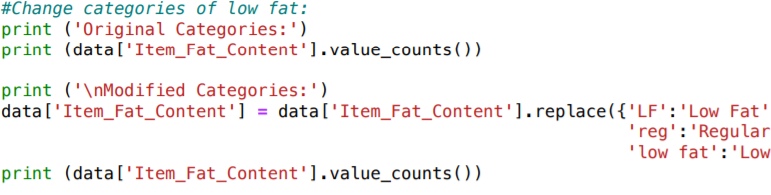 #Change categories of low fat:
print ('Original Categories:')
print (data['Item_Fat_Content'].value_counts())
print ('\nModified Categories:')
data['Item_Fat_Content'] = data['Item_Fat_Content'].replace({'LF':'Low Fat'
'reg':'Regular
'low fat':'Low
print (data['Item_Fat_Content'].value_counts())